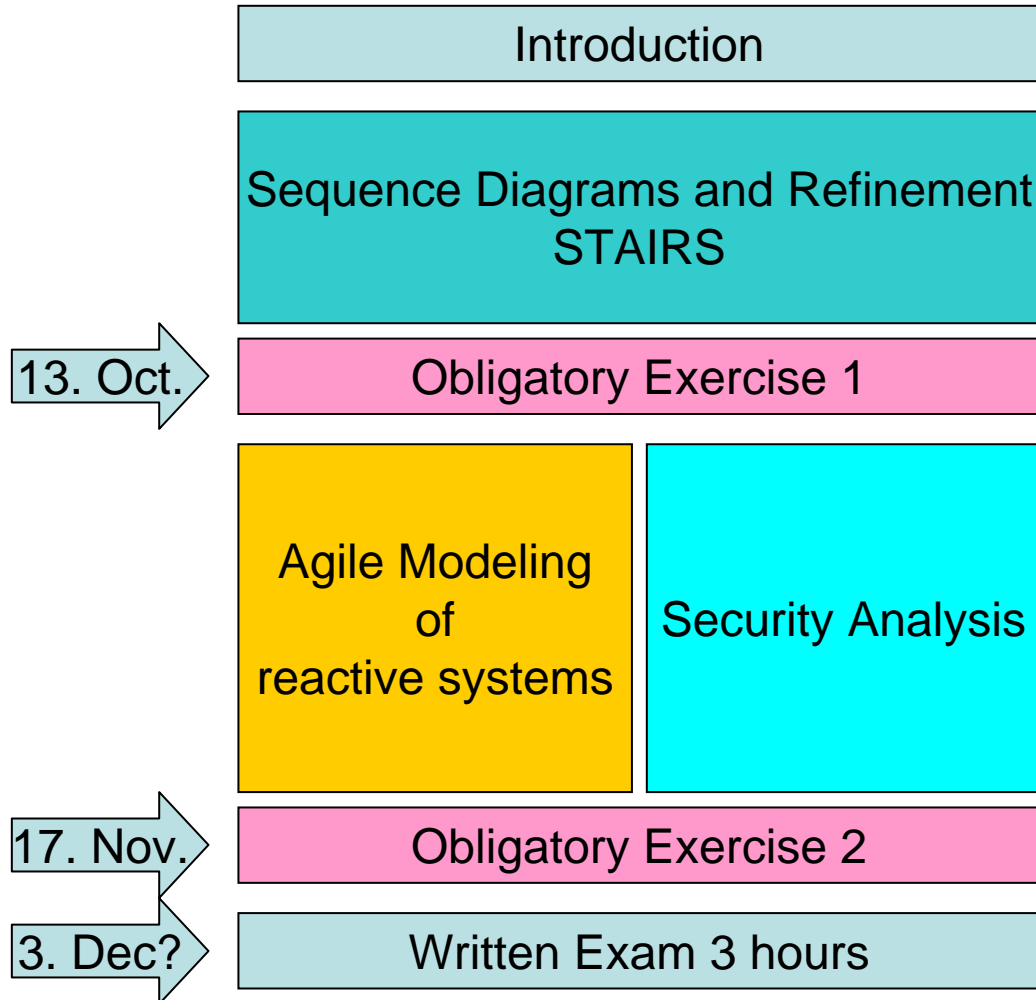 Introduction
Sequence Diagrams and Refinement
STAIRS
13. Oct.
Obligatory Exercise 1
Agile Modeling
of
reactive systems
Security Analysis
17. Nov.
Obligatory Exercise 2
3. Dec?
Written Exam 3 hours